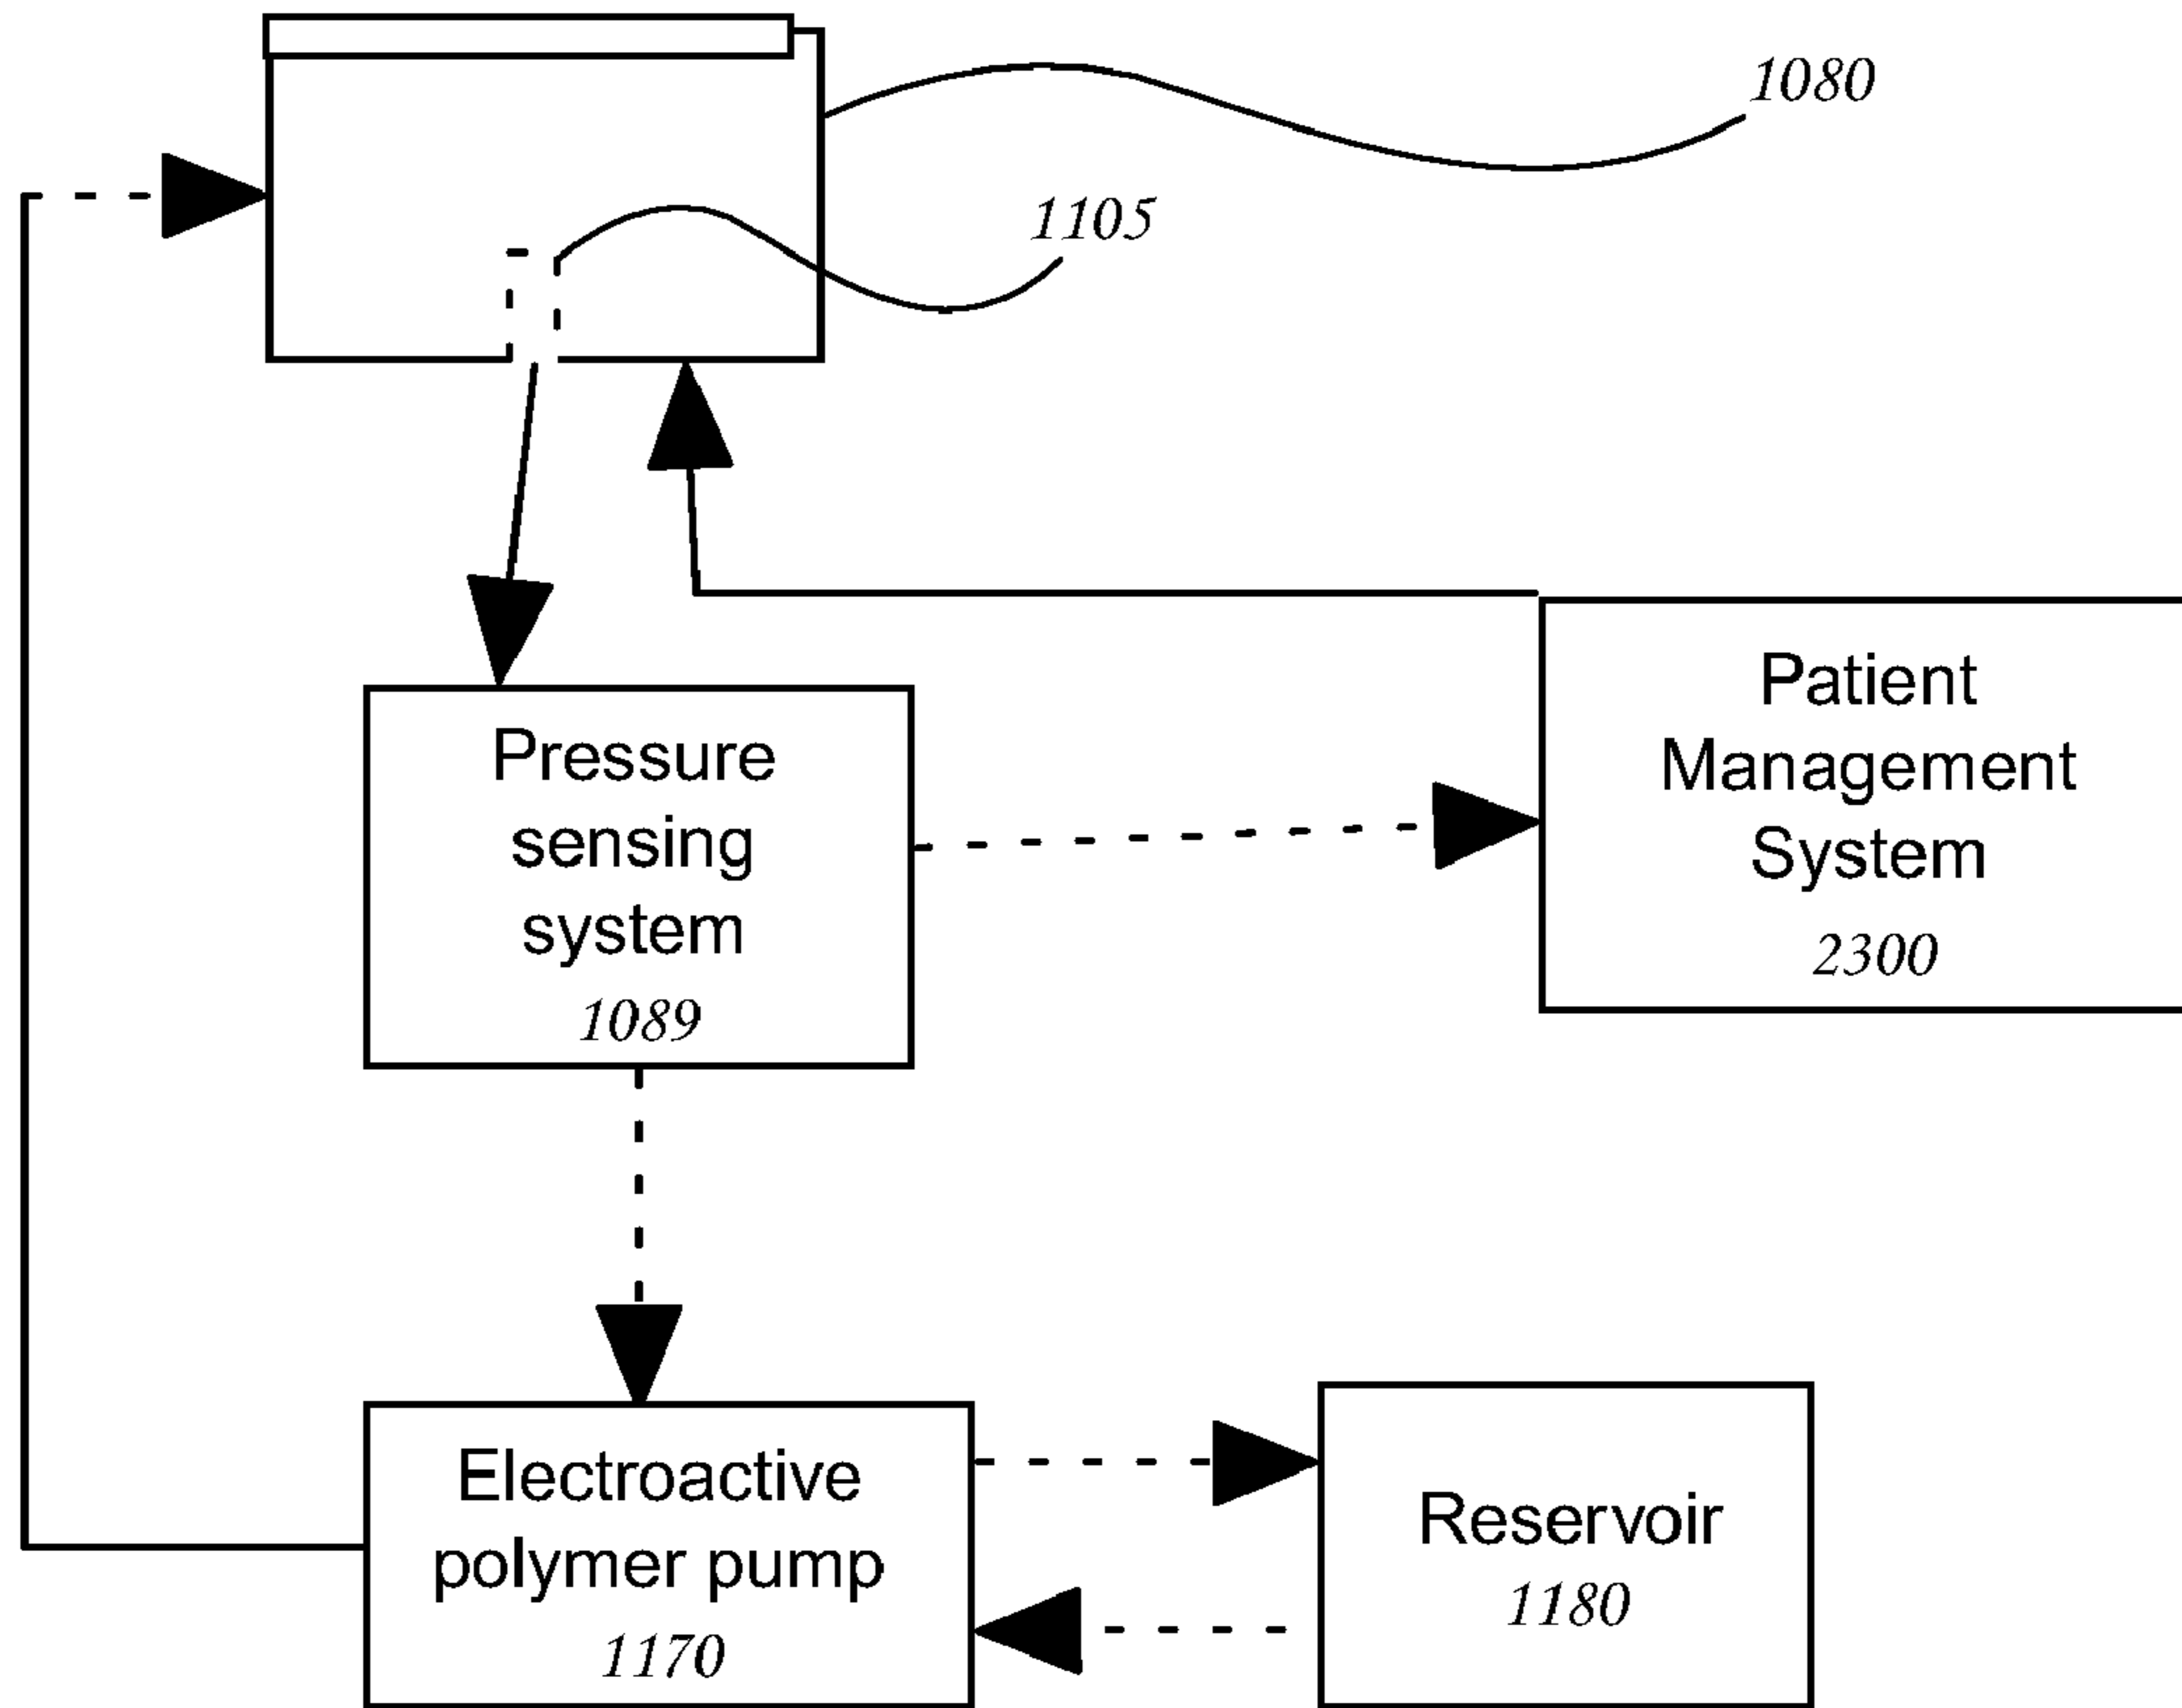 1080
1105
Pressure
sensing
system
1089
Patient
Management
System
2300
Electroactive
polymer pump
1170
Reservoir
1180